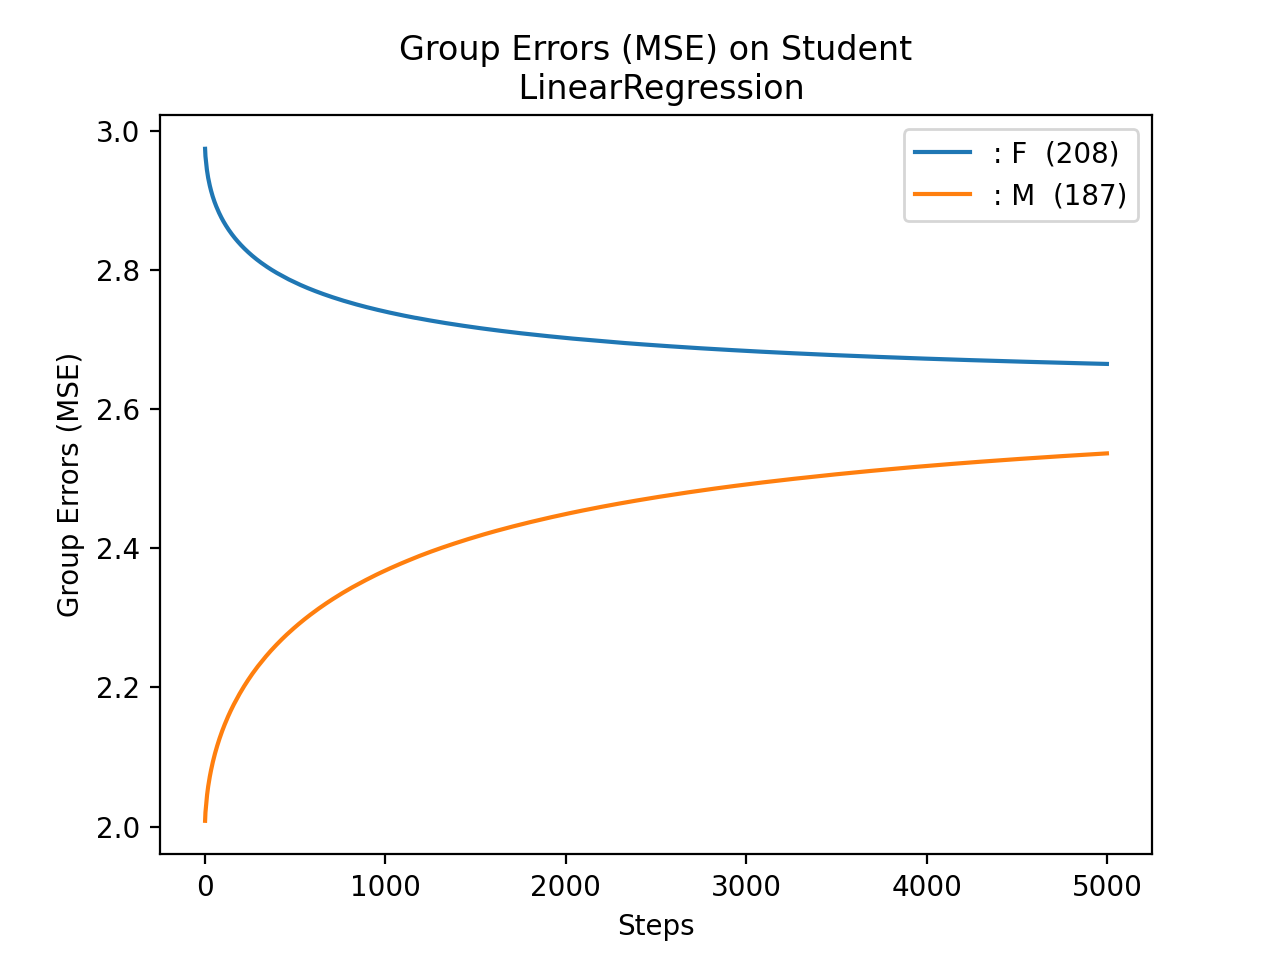 Group Errors (MSE) on Student
LinearRegression
: F (208)
: M (187)
Group Errors (MSE)
3.0
2.8
2.6
2.4
2.2
2.0
0 1000 2000 3000 4000 5000
Steps